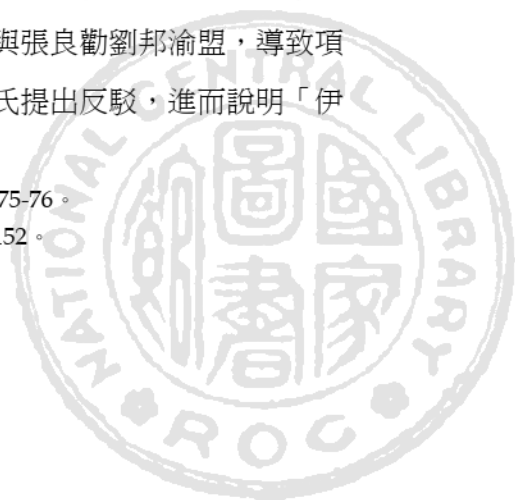 與張良勸劉邦渝盟,導致項
氏提出反駁,進而說明「伊
75-76。
152。
NATIONAL CENTRAL LIBRARY
國家圖書館
ROC